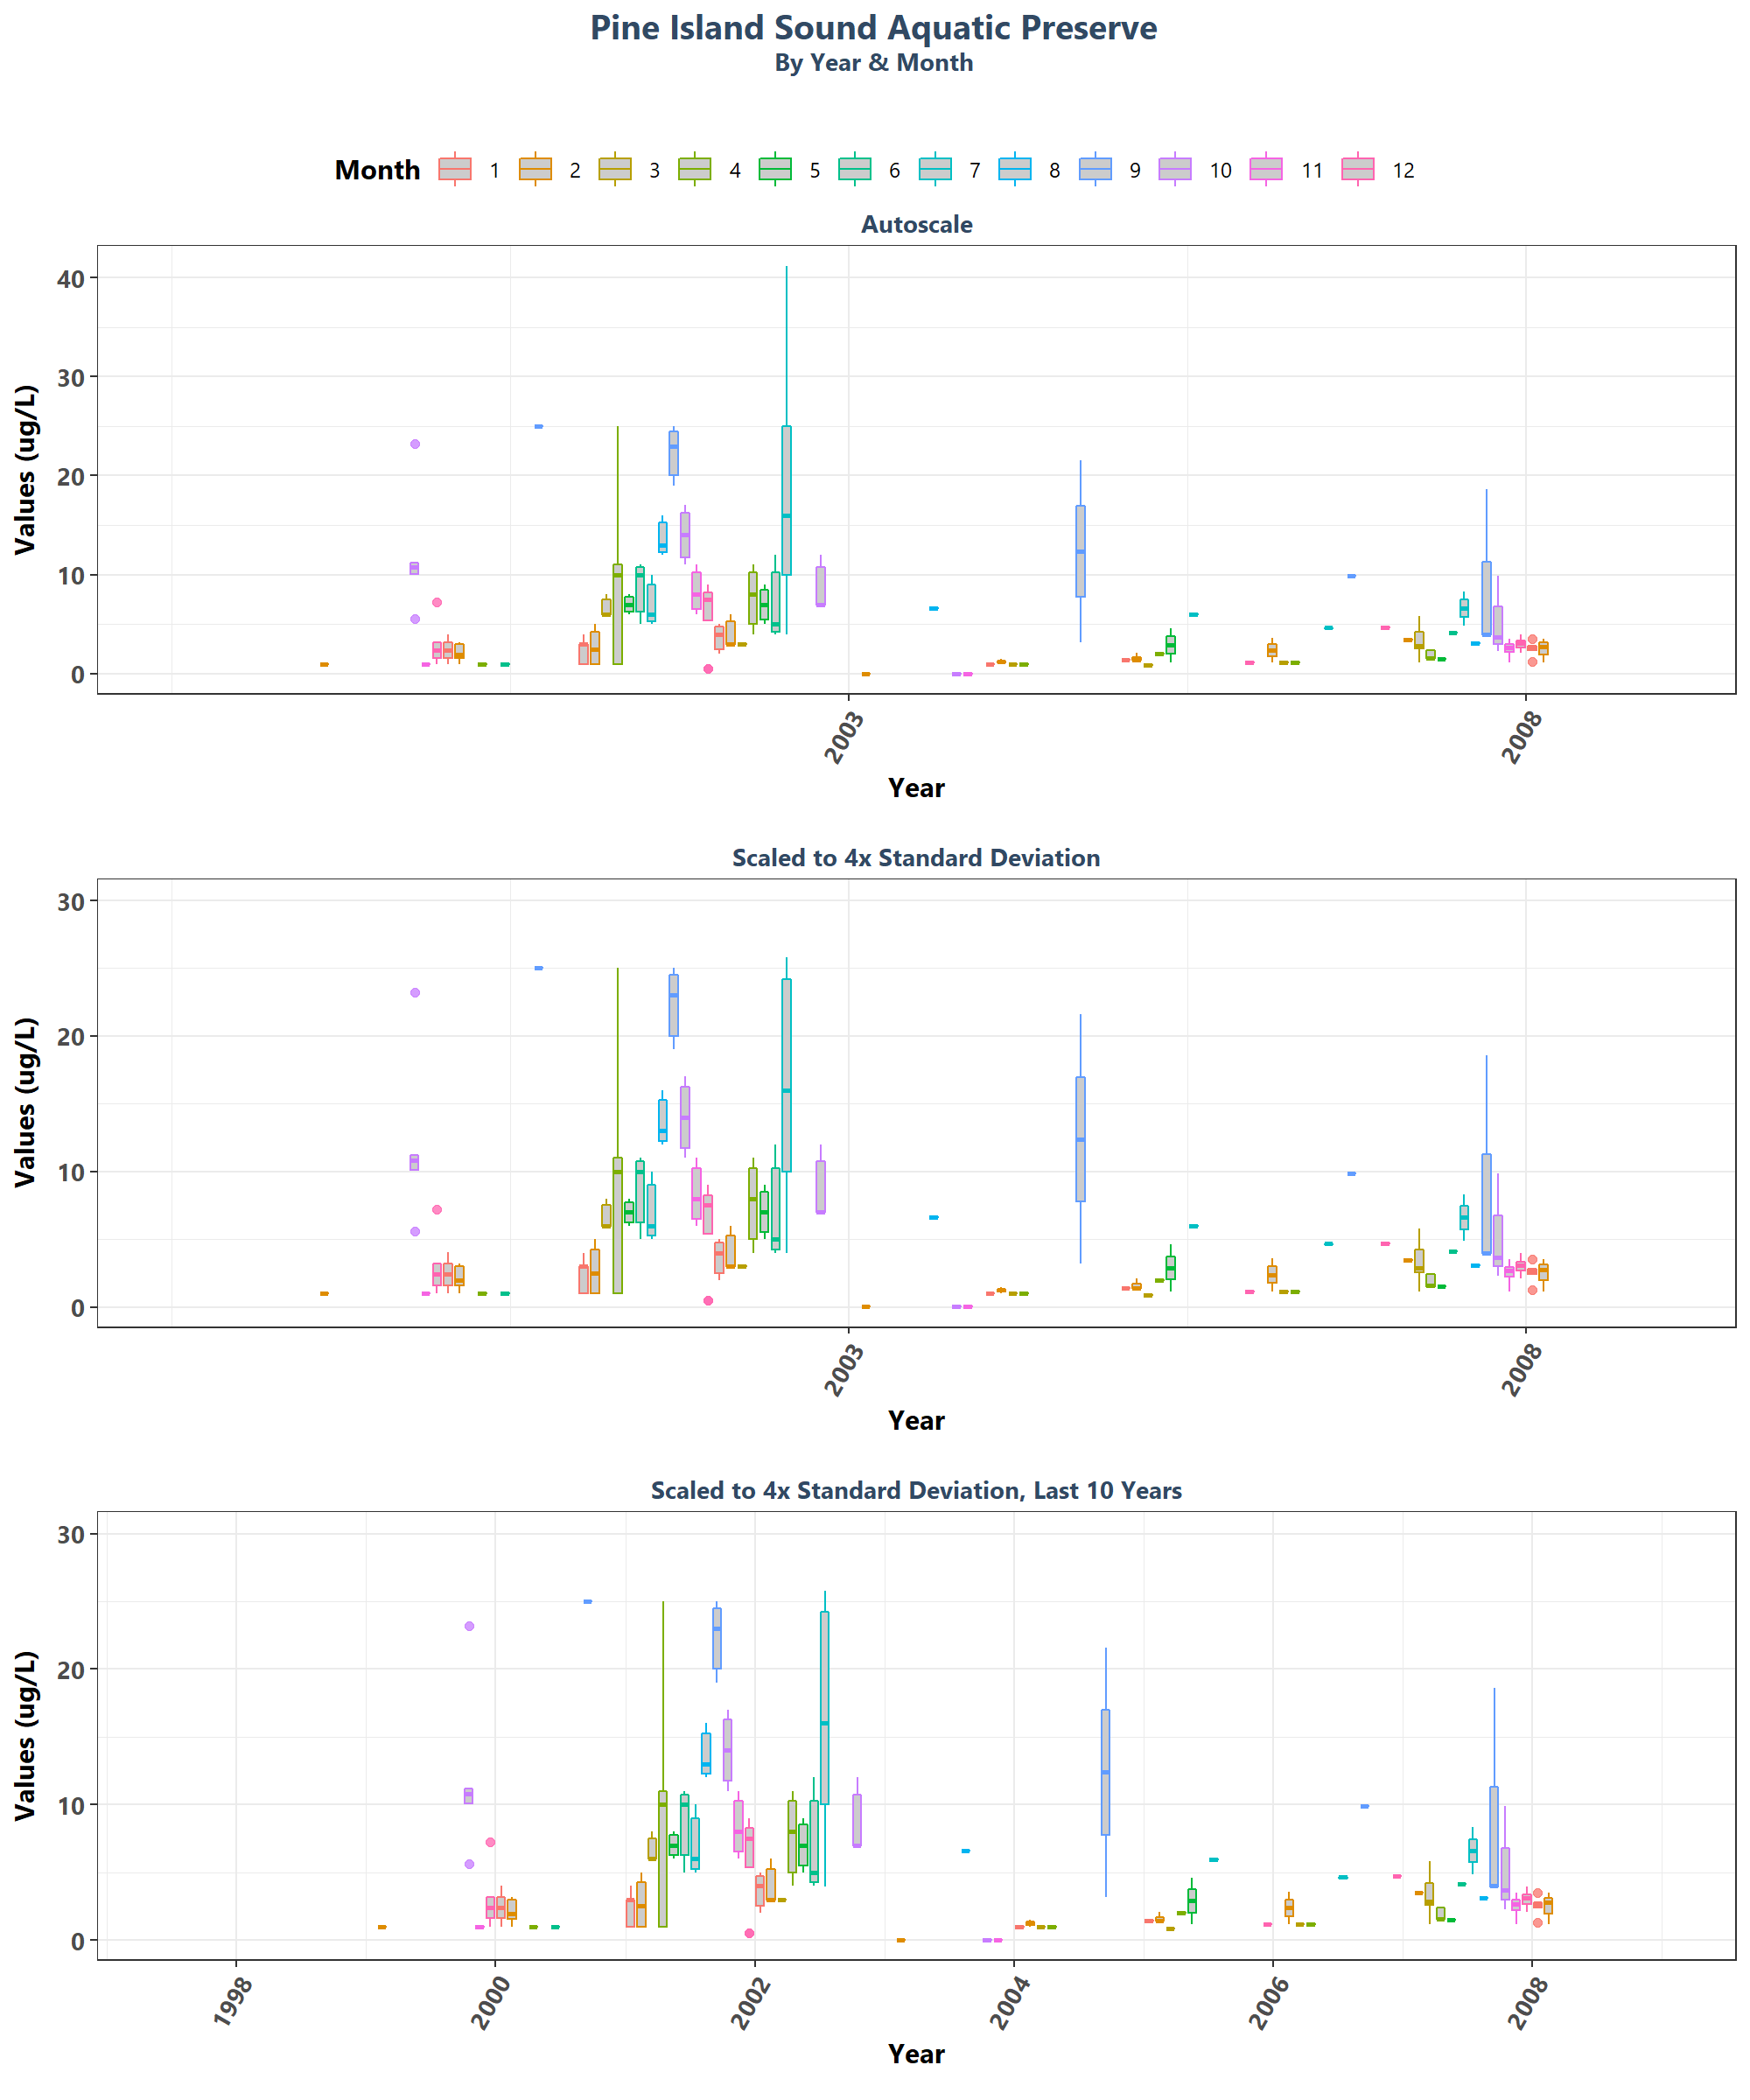 Pine Island Sound Aquatic Preserve
By Year & Month
Month 1 2 3 4 5 6 7 8 9 10 11 12
Autoscale
Values (ug/L)
40
30
20
10
0
2003 2008
Year
Scaled to 4x Standard Deviation
Values (ug/L)
30
20
10
0
2003 2008
Year
Scaled to 4x Standard Deviation, Last 10 Years
Values (ug/L)
30
20
10
0
1998 2000 2002 2004 2006 2008
Year